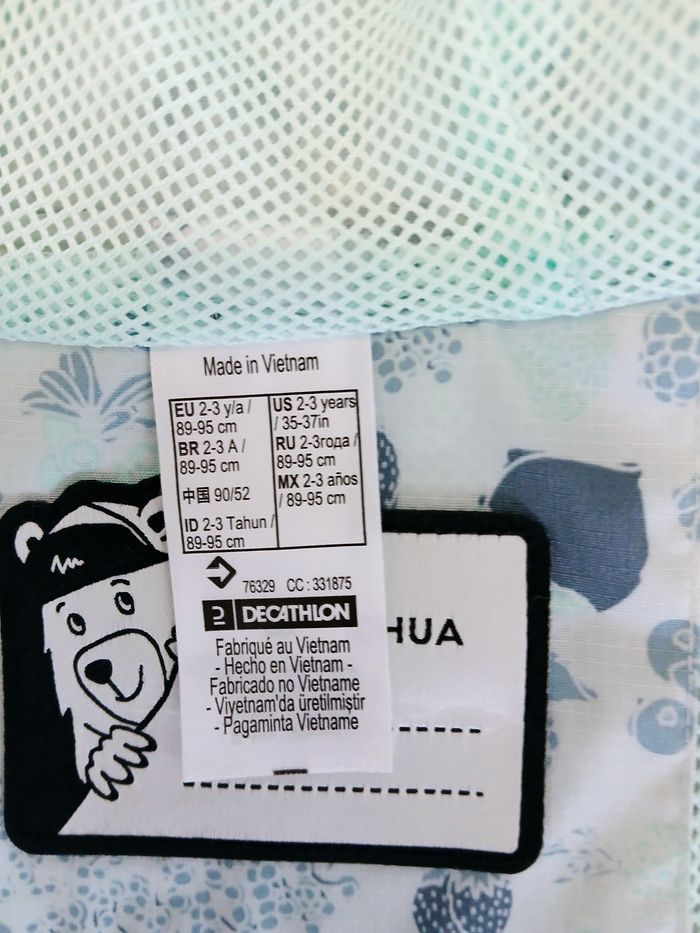 Made in Vietnam
EU 2-3 y/a /
89-95 cm
BR 2-3 A /
89-95 cm
中国 90/52
ID 2-3 Tahun /
89-95 cm
US 2-3 years
/ 35-37in
RU 2-3года /
89-95 cm
MX 2-3 años
/ 89-95 cm
76329 CC : 331875
DECATHLON
Fabriqué au Vietnam
- Hecho en Vietnam -
Fabricado no Vietname
- Viyetnam'da üretilmiştir
- Pagaminta Vietname
HUA